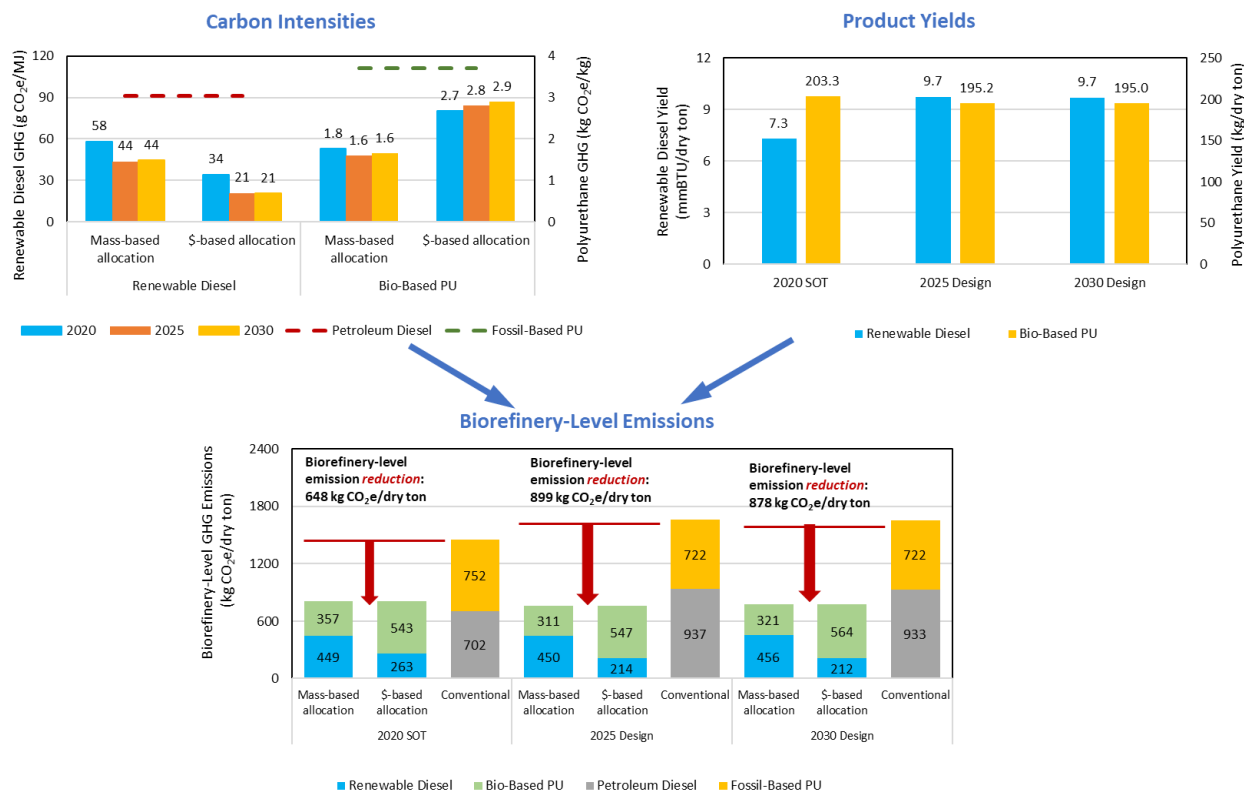 Carbon Intensities
Renewable Diesel GHG (g CO₂e/MJ)
120
90
60
30
0
58
44
44
34
21
21
1.8
1.6
1.6
2.7
2.8
2.9
4
3
2
1
0
Polyurethane GHG (kg CO₂e/kg)
Mass-based
allocation
$-based allocation
Mass-based
allocation
$-based allocation
Renewable Diesel
Bio-Based PU
2020
2025
2030
Petroleum Diesel
Fossil-Based PU
Product Yields
Renewable Diesel Yield
(mmBTU/dry ton)
12
9
6
3
0
7.3
203.3
9.7
195.2
9.7
195.0
250
200
150
100
50
0
Polyurethane Yield (kg/dry ton)
2020 SOT
2025 Design
2030 Design
Renewable Diesel
Bio-Based PU
Biorefinery-Level Emissions
Biorefinery-Level GHG Emissions
(kg CO₂e/dry ton)
2400
1800
1200
600
0
Biorefinery-level
emission reduction:
648 kg CO₂e/dry ton
Biorefinery-level
emission reduction:
899 kg CO₂e/dry ton
Biorefinery-level
emission reduction:
878 kg CO₂e/dry ton
357
449
543
263
752
702
311
450
547
214
722
937
321
456
564
212
722
933
Mass-based
allocation
$-based
allocation
Conventional
Mass-based
allocation
$-based
allocation
Conventional
Mass-based
allocation
$-based
allocation
Conventional
2020 SOT
2025 Design
2030 Design
Renewable Diesel
Bio-Based PU
Petroleum Diesel
Fossil-Based PU